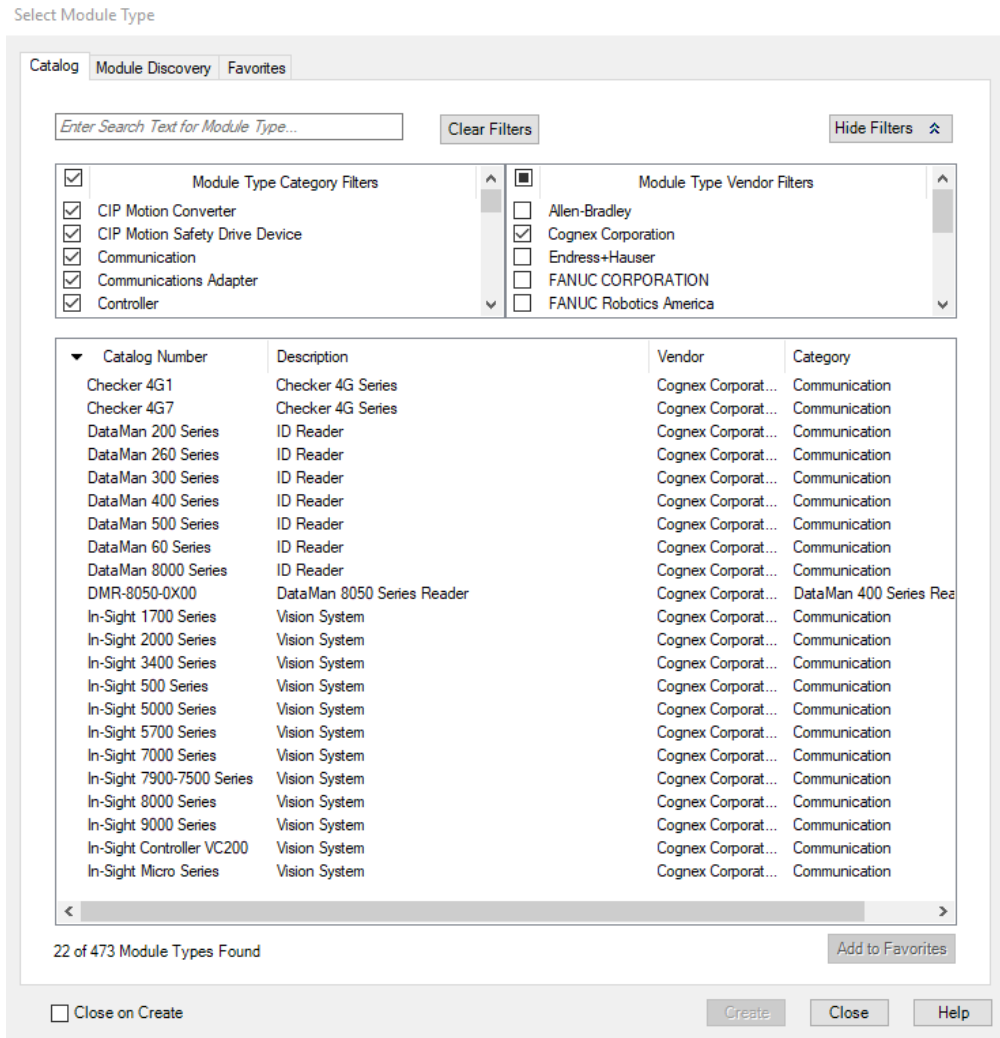 Select Module Type
Catalog Module Discovery Favorites
Enter Search Text for Module Type... Clear Filters Hide Filters
Module Type Category Filters Module Type Vendor Filters
CIP Motion Converter Allen-Bradley
CIP Motion Safety Drive Device Cognex Corporation
Communication Endress+Hauser
Communications Adapter FANUC CORPORATION
Controller FANUC Robotics America
Catalog Number Description Vendor Category
Checker 4G1 Checker 4G Series Cognex Corporat... Communication
Checker 4G7 Checker 4G Series Cognex Corporat... Communication
DataMan 200 Series ID Reader Cognex Corporat... Communication
DataMan 260 Series ID Reader Cognex Corporat... Communication
DataMan 300 Series ID Reader Cognex Corporat... Communication
DataMan 400 Series ID Reader Cognex Corporat... Communication
DataMan 500 Series ID Reader Cognex Corporat... Communication
DataMan 60 Series ID Reader Cognex Corporat... Communication
DataMan 8000 Series ID Reader Cognex Corporat... Communication
DMR-8050-0X00 DataMan 8050 Series Reader Cognex Corporat... DataMan 400 Series Rea
In-Sight 1700 Series Vision System Cognex Corporat... Communication
In-Sight 2000 Series Vision System Cognex Corporat... Communication
In-Sight 3400 Series Vision System Cognex Corporat... Communication
In-Sight 500 Series Vision System Cognex Corporat... Communication
In-Sight 5000 Series Vision System Cognex Corporat... Communication
In-Sight 5700 Series Vision System Cognex Corporat... Communication
In-Sight 7000 Series Vision System Cognex Corporat... Communication
In-Sight 7900-7500 Series Vision System Cognex Corporat... Communication
In-Sight 8000 Series Vision System Cognex Corporat... Communication
In-Sight 9000 Series Vision System Cognex Corporat... Communication
In-Sight Controller VC200 Vision System Cognex Corporat... Communication
In-Sight Micro Series Vision System Cognex Corporat... Communication
22 of 473 Module Types Found Add to Favorites
Close on Create Create Close Help